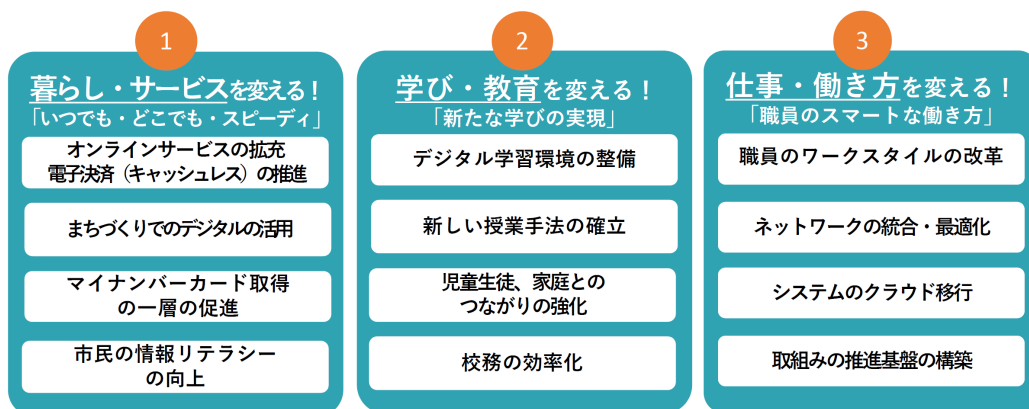 1
暮らし・サービスを変える！
「いつでも・どこでも・スピーディ」
オンラインサービスの拡充
電子決済（キャッシュレス）の推進
まちづくりでのデジタルの活用
マイナンバーカード取得
の一層の促進
市民の情報リテラシー
の向上
2
学び・教育を変える！
「新たな学びの実現」
デジタル学習環境の整備
新しい授業手法の確立
児童生徒、家庭との
つながりの強化
校務の効率化
3
仕事・働き方を変える！
「職員のスマートな働き方」
職員のワークスタイルの改革
ネットワークの統合・最適化
システムのクラウド移行
取組みの推進基盤の構築